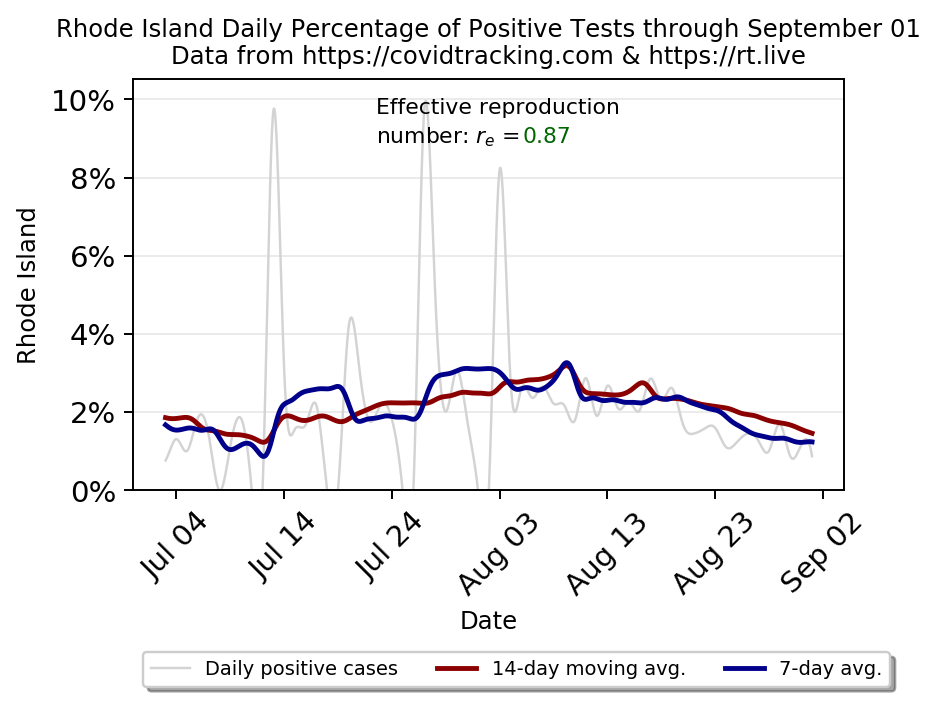 Rhode Island Daily Percentage of Positive Tests through September 01
Data from https://covidtracking.com & https://rt.live
10%
8%
6%
4%
2%
0%
Rhode Island
Effective reproduction
number: rₑ = 0.87
Jul 04
Jul 14
Jul 24
Aug 03
Aug 13
Aug 23
Sep 02
Date
Daily positive cases
14-day moving avg.
7-day avg.